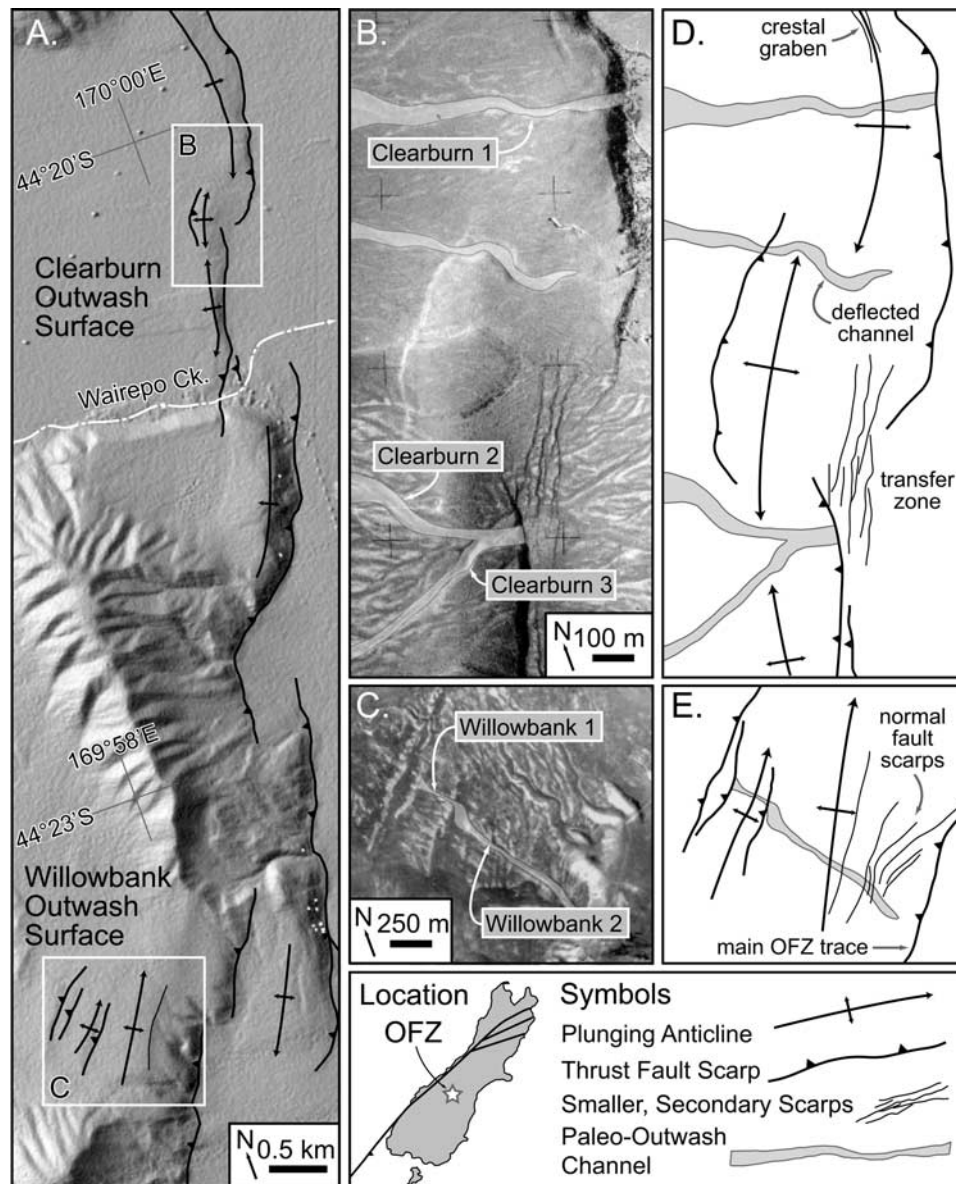 A.
170°00'E
44°20'S
B
Clearburn
Outwash
Surface
Wairepo Ck.
169°58'E
44°23'S
Willowbank
Outwash
Surface
C
N
0.5 km
B.
Clearburn 1
Clearburn 2
Clearburn 3
N
100 m
C.
Willowbank 1
Willowbank 2
N
250 m
D.
crestal
graben
deflected
channel
transfer
zone
E.
normal
fault
scarps
main OFZ trace
Location
OFZ
Symbols
Plunging Anticline
Thrust Fault Scarp
Smaller, Secondary Scarps
Paleo-Outwash
Channel